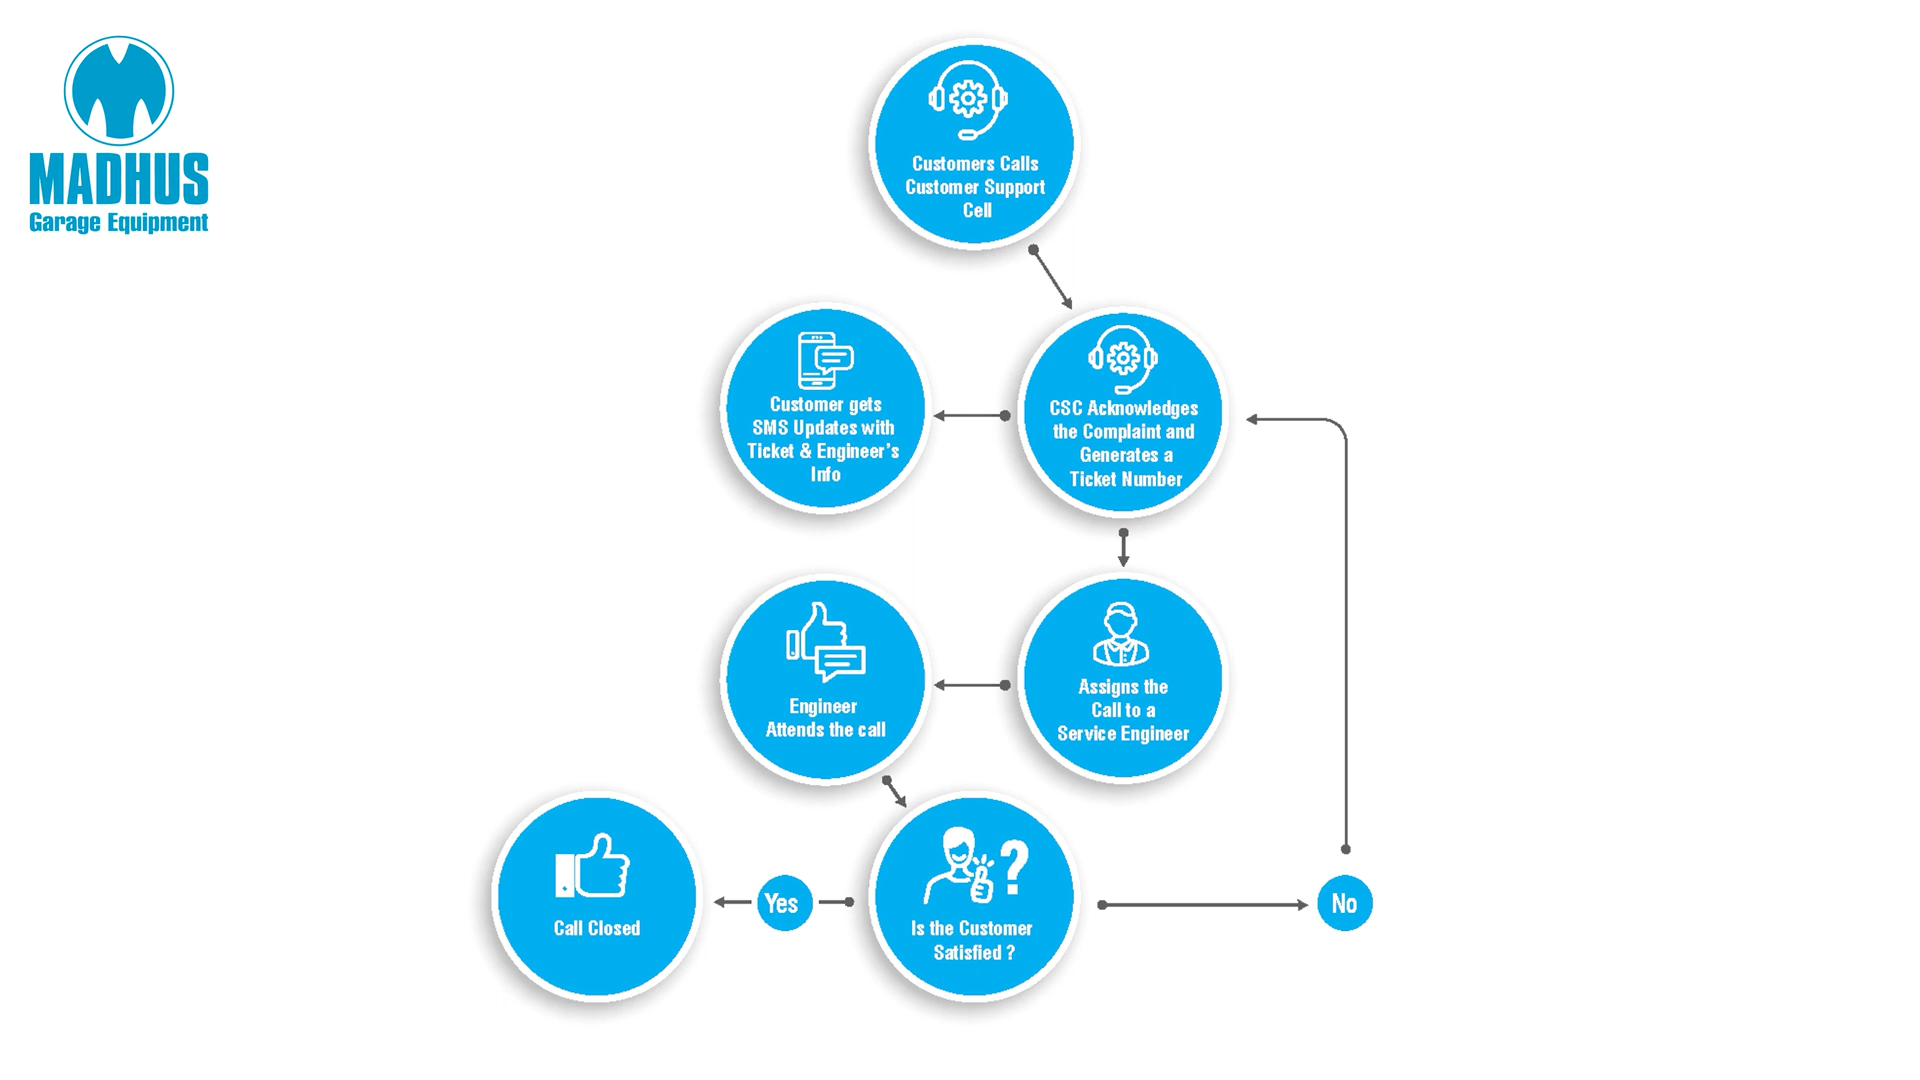 MADHUS
Garage Equipment
Customers Calls
Customer Support
Cell
Customer gets
SMS Updates with
Ticket & Engineer's
Info
CSC Acknowledges
the Complaint and
Generates a
Ticket Number
Engineer
Attends the call
Assigns the
Call to a
Service Engineer
Call Closed
Yes
Is the Customer
Satisfied ?
No